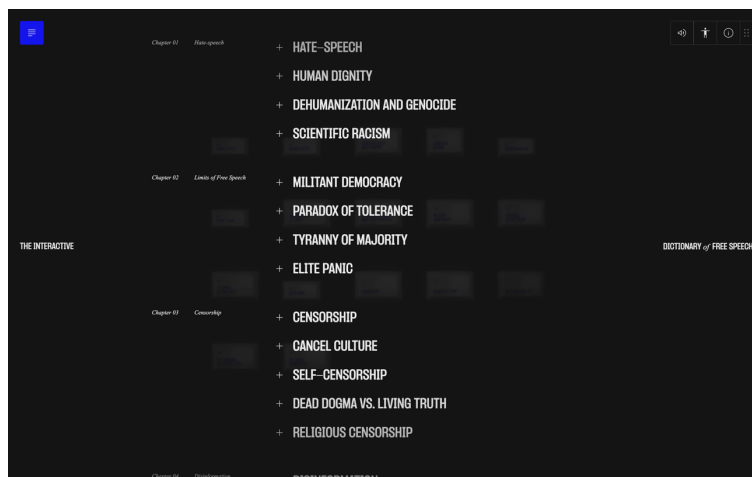 Chapter 01 Hate-speech
HATE–SPEECH
HUMAN DIGNITY
DEHUMANIZATION AND GENOCIDE
SCIENTIFIC RACISM
Chapter 02 Limits of Free Speech
MILITANT DEMOCRACY
PARADOX OF TOLERANCE
TYRANNY OF MAJORITY
THE INTERACTIVE
DICTIONARY of FREE SPEECH
ELITE PANIC
Chapter 03 Censorship
CENSORSHIP
CANCEL CULTURE
SELF–CENSORSHIP
DEAD DOGMA VS. LIVING TRUTH
RELIGIOUS CENSORSHIP
Chapter 04 Disinformation
DISINFORMATION